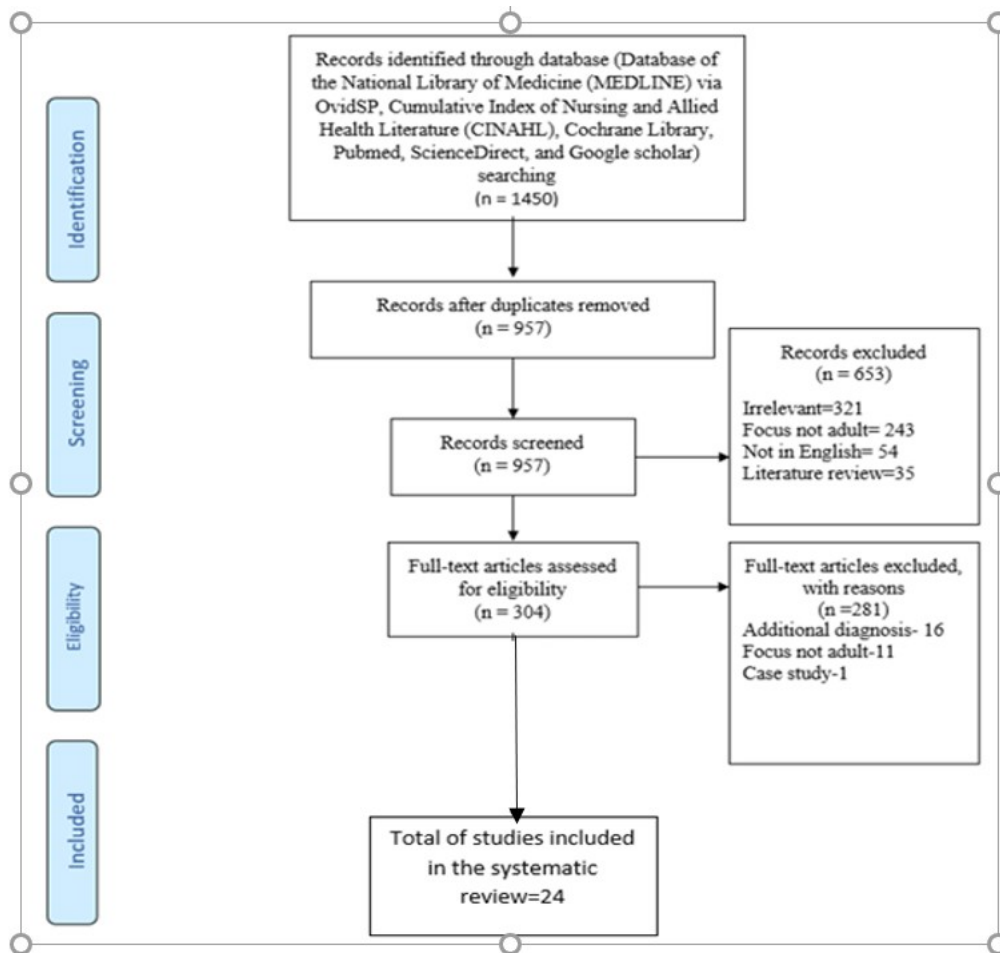 Records identified through database (Database of
the National Library of Medicine (MEDLINE) via
OvidSP, Cumulative Index of Nursing and Allied
Health Literature (CINAHL), Cochrane Library,
Pubmed, ScienceDirect, and Google scholar)
searching
(n = 1450)
Identification
Records after duplicates removed
(n = 957)
Screening
Records screened
(n = 957)
Records excluded
(n = 653)
Irrelevant=321
Focus not adult= 243
Not in English= 54
Literature review=35
Eligibility
Full-text articles assessed
for eligibility
(n = 304)
Full-text articles excluded,
with reasons
(n =281)
Additional diagnosis- 16
Focus not adult-11
Case study-1
Included
Total of studies included
in the systematic
review=24